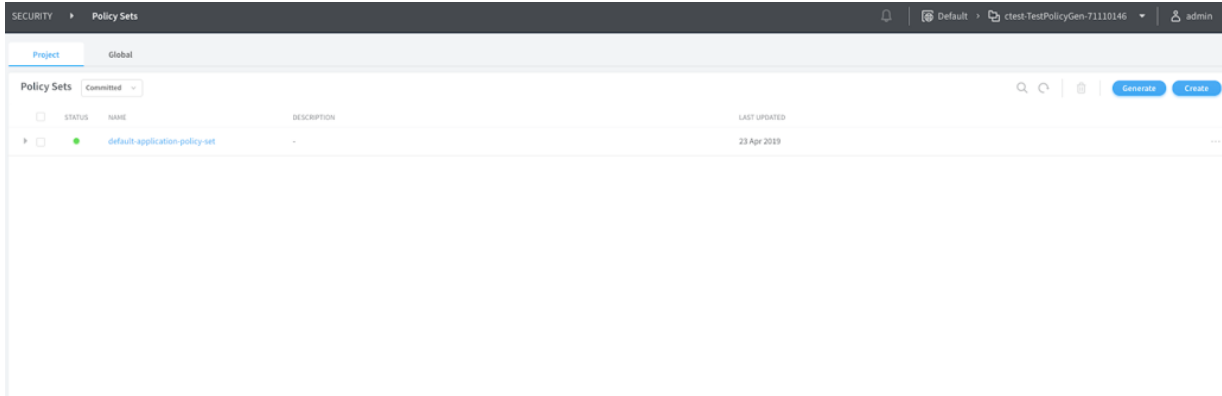 SECURITY Policy Sets Default › ctest-TestPolicyGen-71110146 admin
Project Global
Policy Sets Committed Generate Create
STATUS NAME DESCRIPTION LAST UPDATED
default-application-policy-set - 23 Apr 2019